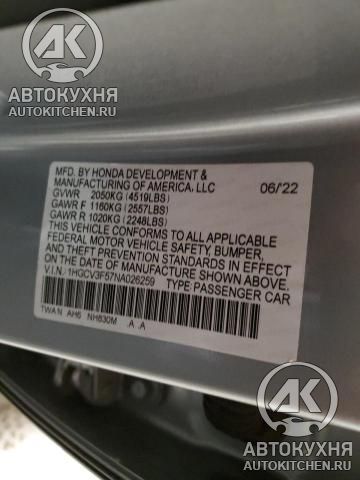 АК
АВТОКУХНЯ
AUTOKITCHEN.RU
MFD. BY HONDA DEVELOPMENT &
MANUFACTURING OF AMERICA, LLC 06/22
GVWR 2050KG (4519LBS)
GAWR F 1160KG (2557LBS)
GAWR R 1020KG (2248LBS)
THIS VEHICLE CONFORMS TO ALL APPLICABLE
FEDERAL MOTOR VEHICLE SAFETY, BUMPER,
AND THEFT PREVENTION STANDARDS IN
EFFECT ON THE DATE OF MANUFACTURE
SHOWN ABOVE.
V.I.N.: 1HGCV3F57NA026259
TYPE PASSENGER CAR
TWAN AH6 NH830M .A .A
АК
АВТОКУХНЯ
AUTOKITCHEN.RU